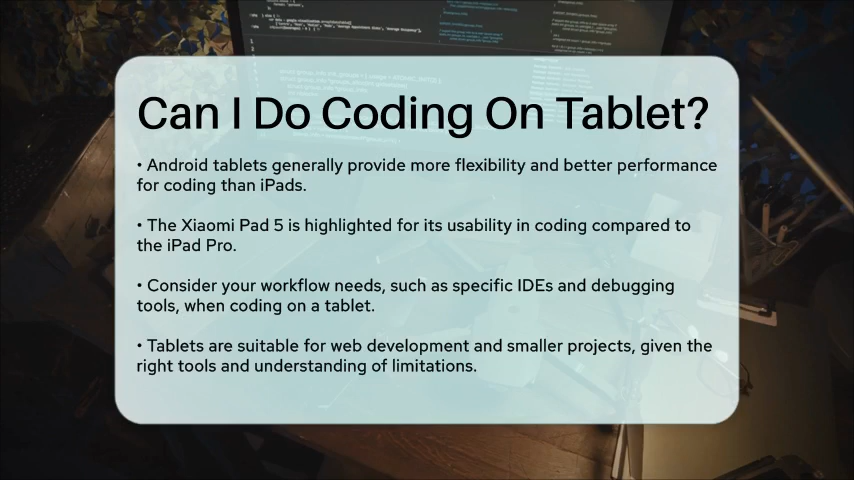 Can I Do Coding On Tablet?
• Android tablets generally provide more flexibility and better performance
for coding than iPads.
• The Xiaomi Pad 5 is highlighted for its usability in coding compared to
the iPad Pro.
• Consider your workflow needs, such as specific IDEs and debugging
tools, when coding on a tablet.
• Tablets are suitable for web development and smaller projects, given the
right tools and understanding of limitations.